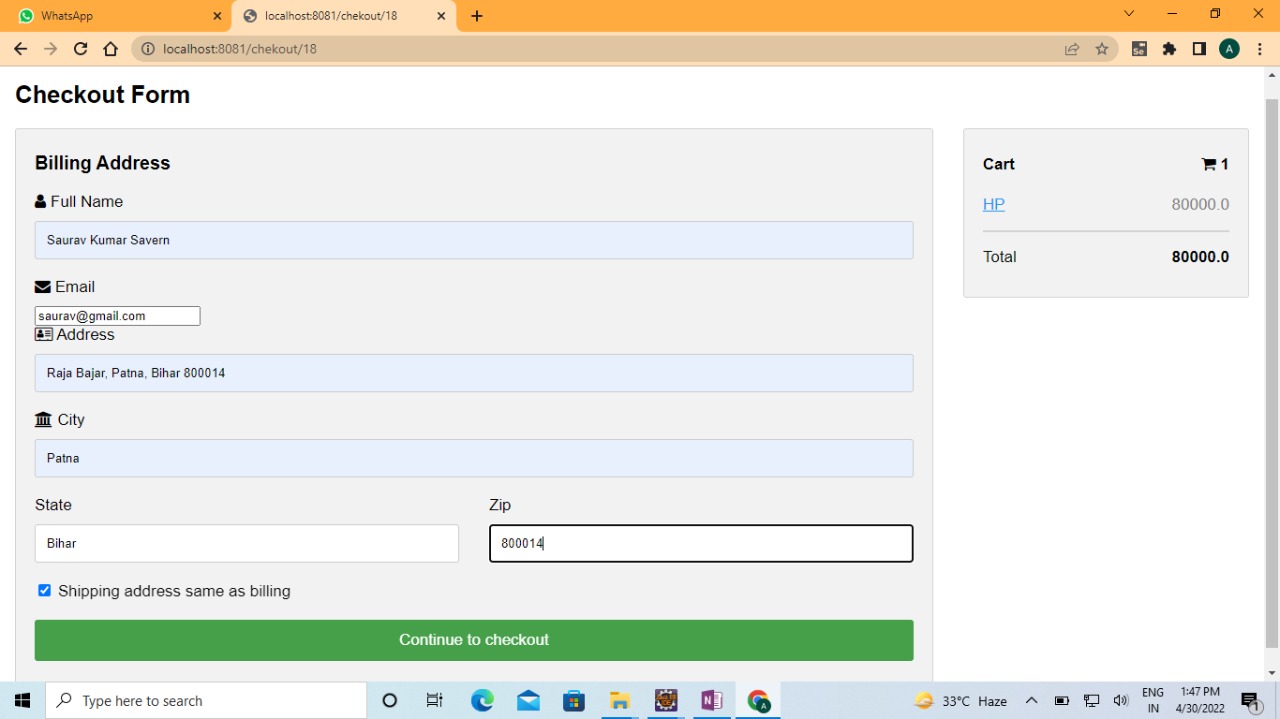 WhatsApp
localhost:8081/chekout/18
localhost:8081/chekout/18
Se
A
Checkout Form
Billing Address
Full Name
Saurav Kumar Savern
Email
saurav@gmail.com
Address
Raja Bajar, Patna, Bihar 800014
City
Patna
State
Zip
Bihar
800014
Shipping address same as billing
Continue to checkout
Cart 1
HP 80000.0
Total 80000.0
Type here to search
33°C Haze
ENG
IN
1:47 PM
4/30/2022
1